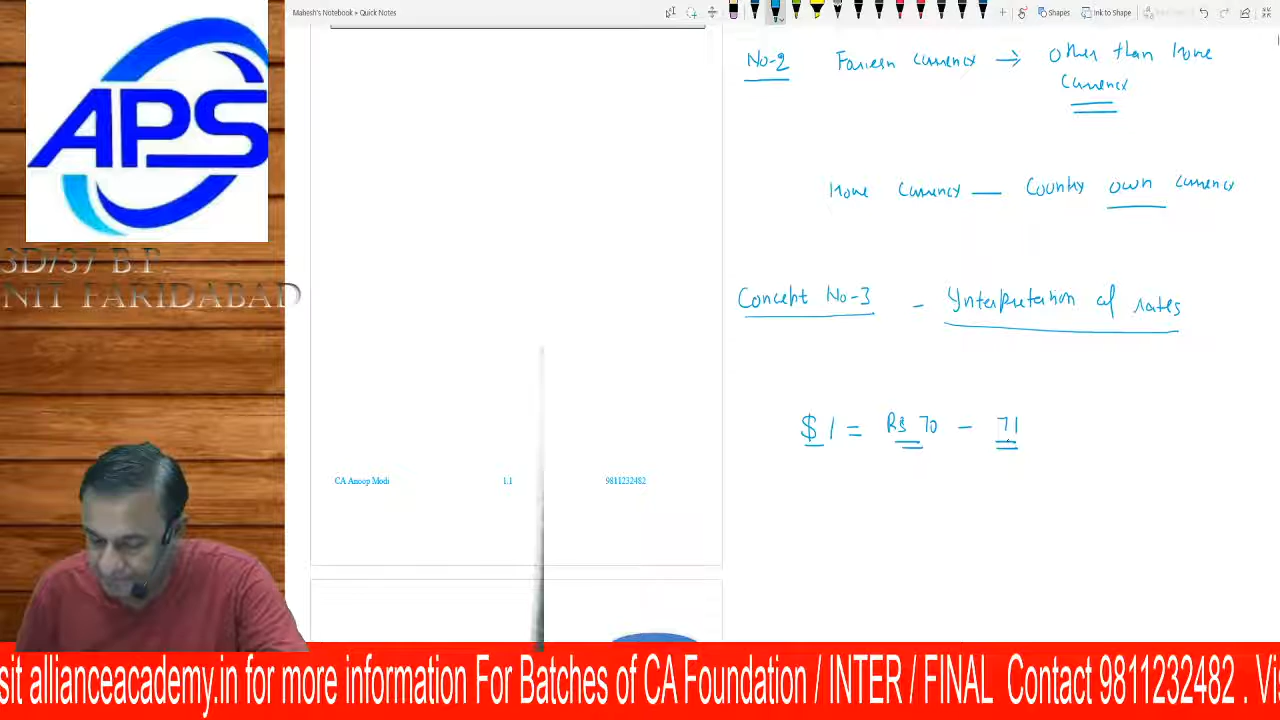 APS
3D/37 B.P.
NIT FARIDABAD
Mahesh's Notebook » Quick Notes
Shapes
Ink to Shape
No-2 Foriesn currency → Other than Home
Currency
Home Currency — Country own currency
Concept No-3 - Interpretation of rates
$ 1 = RS 70 - 71
CA Anoop Modi 1.1 9811232482
sit allianceacademy.in for more information For Batches of CA Foundation / INTER / FINAL Contact 9811232482 . Vis